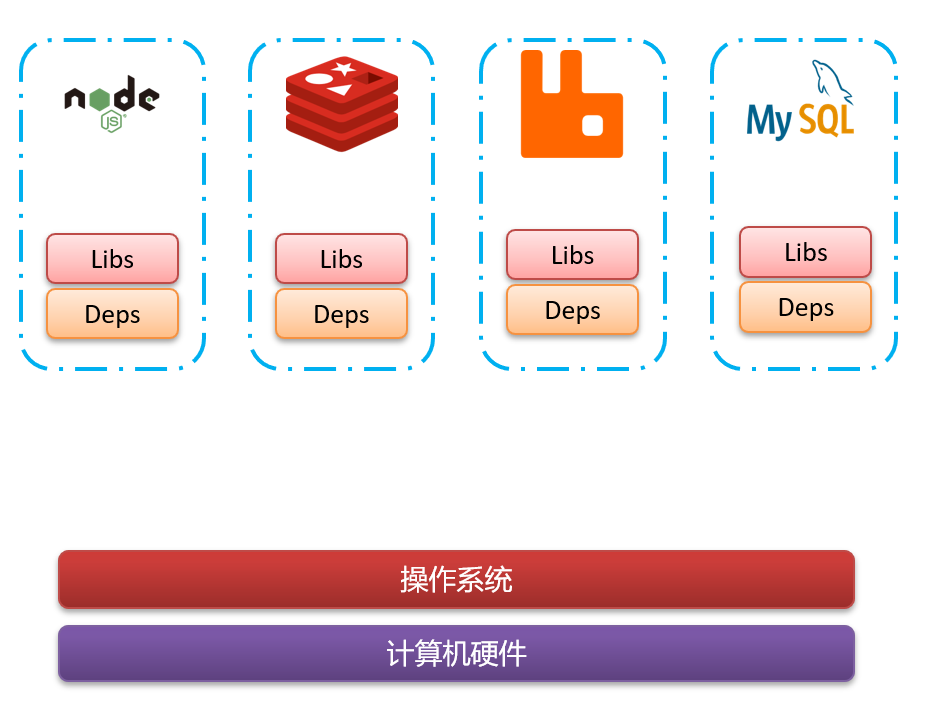 node
JS
MySQL
Libs
Libs
Libs
Libs
Deps
Deps
Deps
Deps
操作系统
计算机硬件